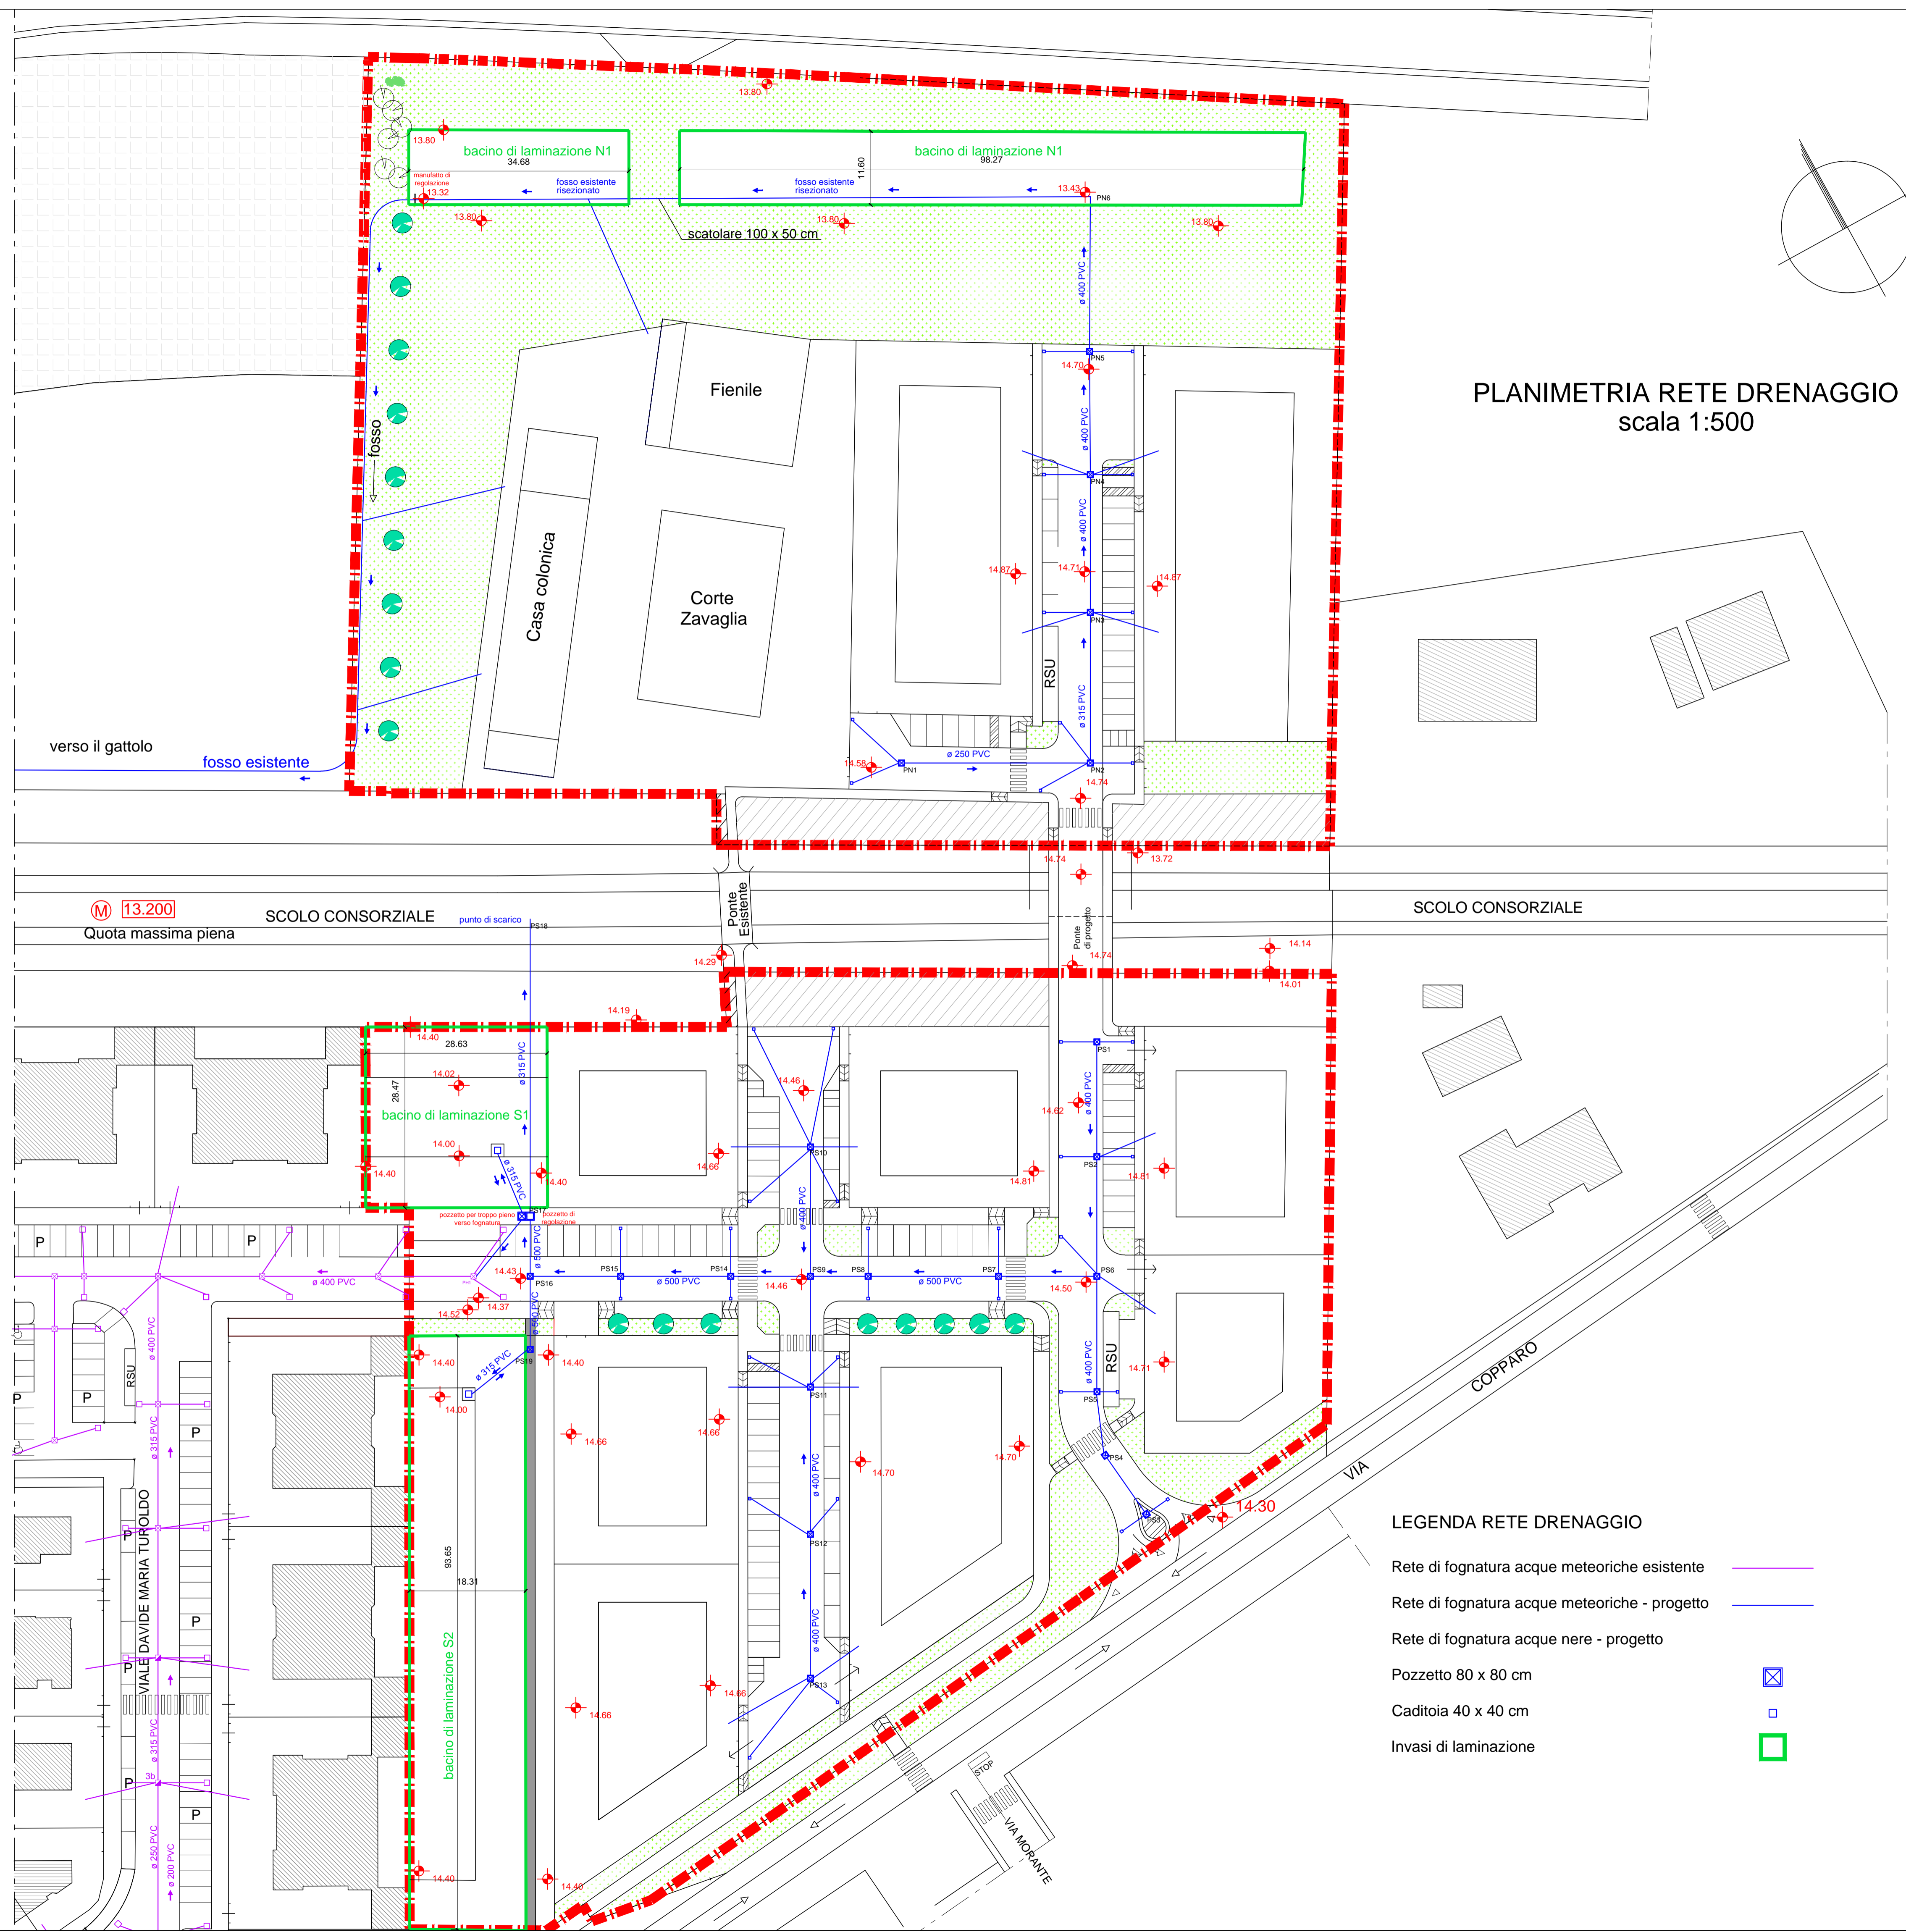 13.80
13.80
bacino di laminazione N1
34.68
bacino di laminazione N1
98.27
11.60
manufatto di
regolazione
13.32
fosso esistente
risezionato
fosso esistente
risezionato
13.43
PN6
13.80
13.80
13.80
scatolare 100 x 50 cm
ø 400 PVC
PN5
14.70
PLANIMETRIA RETE DRENAGGIO
scala 1:500
Fienile
fosso
ø 400 PVC
PN4
ø 400 PVC
Casa colonica
Corte
Zavaglia
14.87
14.71
14.87
PN3
RSU
ø 315 PVC
verso il gattolo
fosso esistente
ø 250 PVC
14.58
PN1
PN2
14.74
14.74
13.72
M
13.200
Quota massima piena
SCOLO CONSORZIALE
punto di scarico
PS18
Ponte
Esistente
Ponte
di progetto
SCOLO CONSORZIALE
14.29
14.74
14.14
14.01
14.19
14.40
28.63
ø 315 PVC
14.02
28.47
bacino di laminazione S1
14.00
14.40
14.40
ø 315 PVC
14.46
14.66
PS10
14.81
PS1
14.62
ø 400 PVC
PS2
14.81
pozzetto per troppo pieno
verso fognatura
PS17
pozzetto di
regolazione
ø 400 PVC
P
P
ø 500 PVC
ø 400 PVC
14.43
PS16
PS15
ø 500 PVC
PS14
14.46
PS9
PS8
ø 500 PVC
PS7
14.50
PS6
14.52
14.37
ø 500 PVC
14.40
PS19
14.40
ø 315 PVC
14.00
ø 400 PVC
RSU
P
P
P
ø 315 PVC
PS11
ø 400 PVC
RSU
14.71
PS5
14.66
14.66
14.70
14.70
PS4
ø 400 PVC
PS3
14.30
VIA
COPPARO
VIALE DAVIDE MARIA TUROLDO
P
P
P
93.65
18.31
bacino di laminazione S2
PS12
ø 400 PVC
PS13
14.66
14.66
ø 315 PVC
3b
P
P
ø 250 PVC
ø 200 PVC
14.40
14.40
STOP
VIA MORANTE
LEGENDA RETE DRENAGGIO
Rete di fognatura acque meteoriche esistente
Rete di fognatura acque meteoriche - progetto
Rete di fognatura acque nere - progetto
Pozzetto 80 x 80 cm
Caditoia 40 x 40 cm
Invasi di laminazione